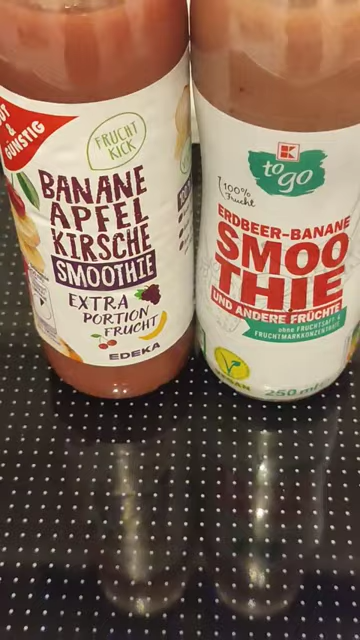 GUT
&
GÜNSTIG
FRUCHT
KICK
BANANE
APFEL
KIRSCHE
SMOOTHIE
EXTRA
PORTION
FRUCHT
EDEKA
K
to go
100%
Frucht
ERDBEER-BANANE
SMOO
THIE
UND ANDERE FRÜCHTE
ohne FRUCHTSAFT- &
FRUCHTMARKKONZENTRATE
VEGAN
250 ml